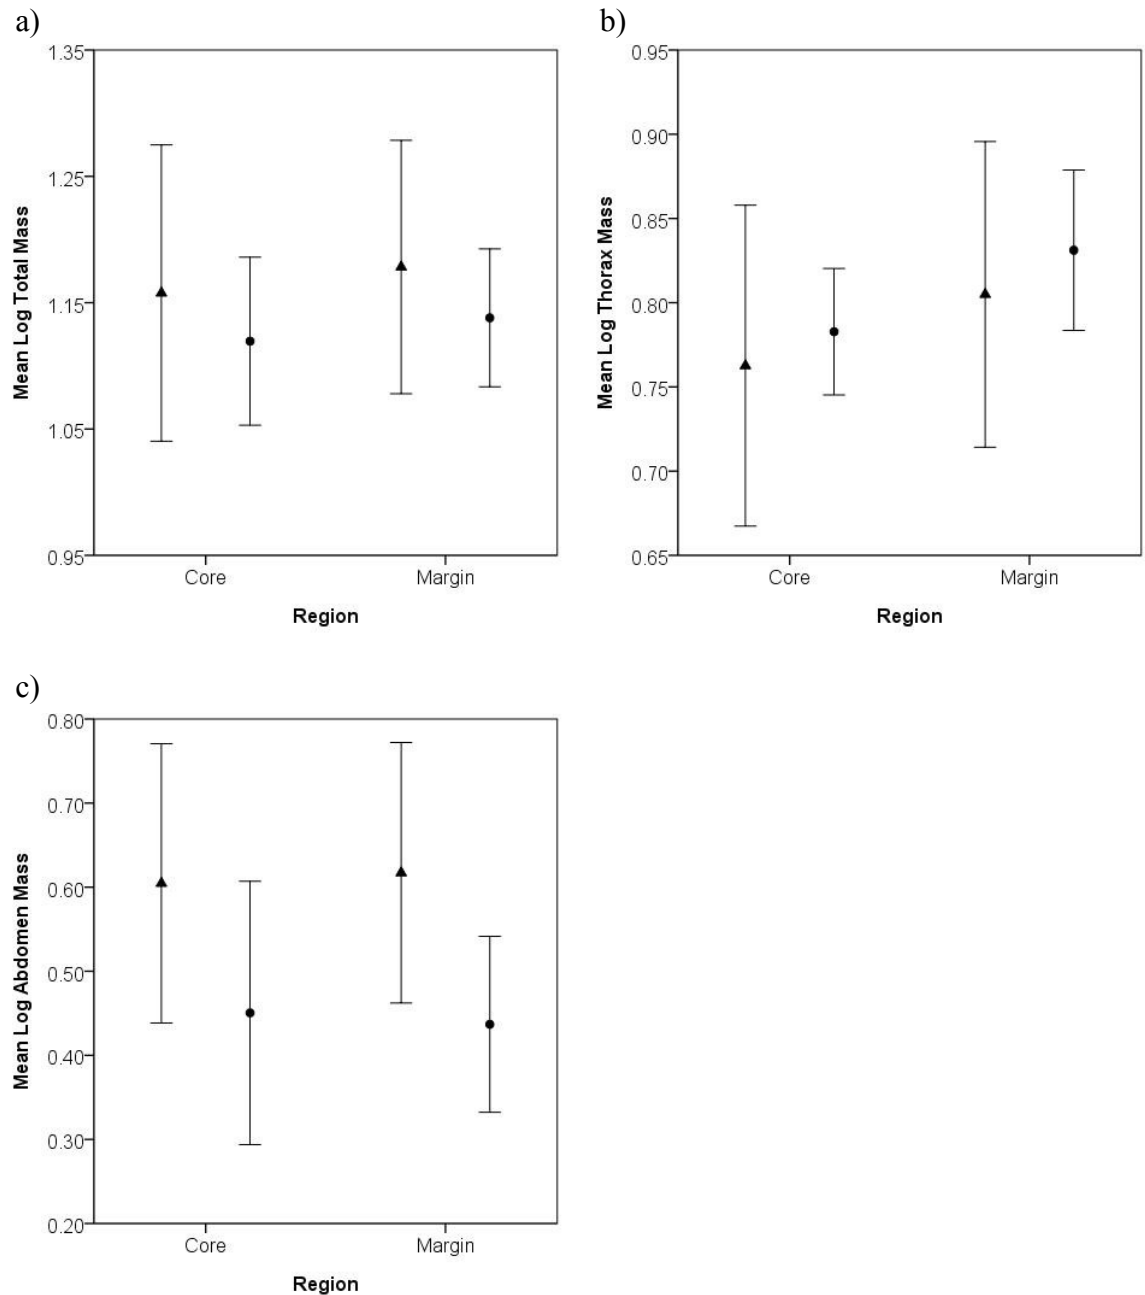 a)
Mean Log Total Mass
1.35
1.25
1.15
1.05
0.95
Core
Margin
Region
b)
Mean Log Thorax Mass
0.95
0.90
0.85
0.80
0.75
0.70
0.65
Core
Margin
Region
c)
Mean Log Abdomen Mass
0.80
0.70
0.60
0.50
0.40
0.30
0.20
Core
Margin
Region